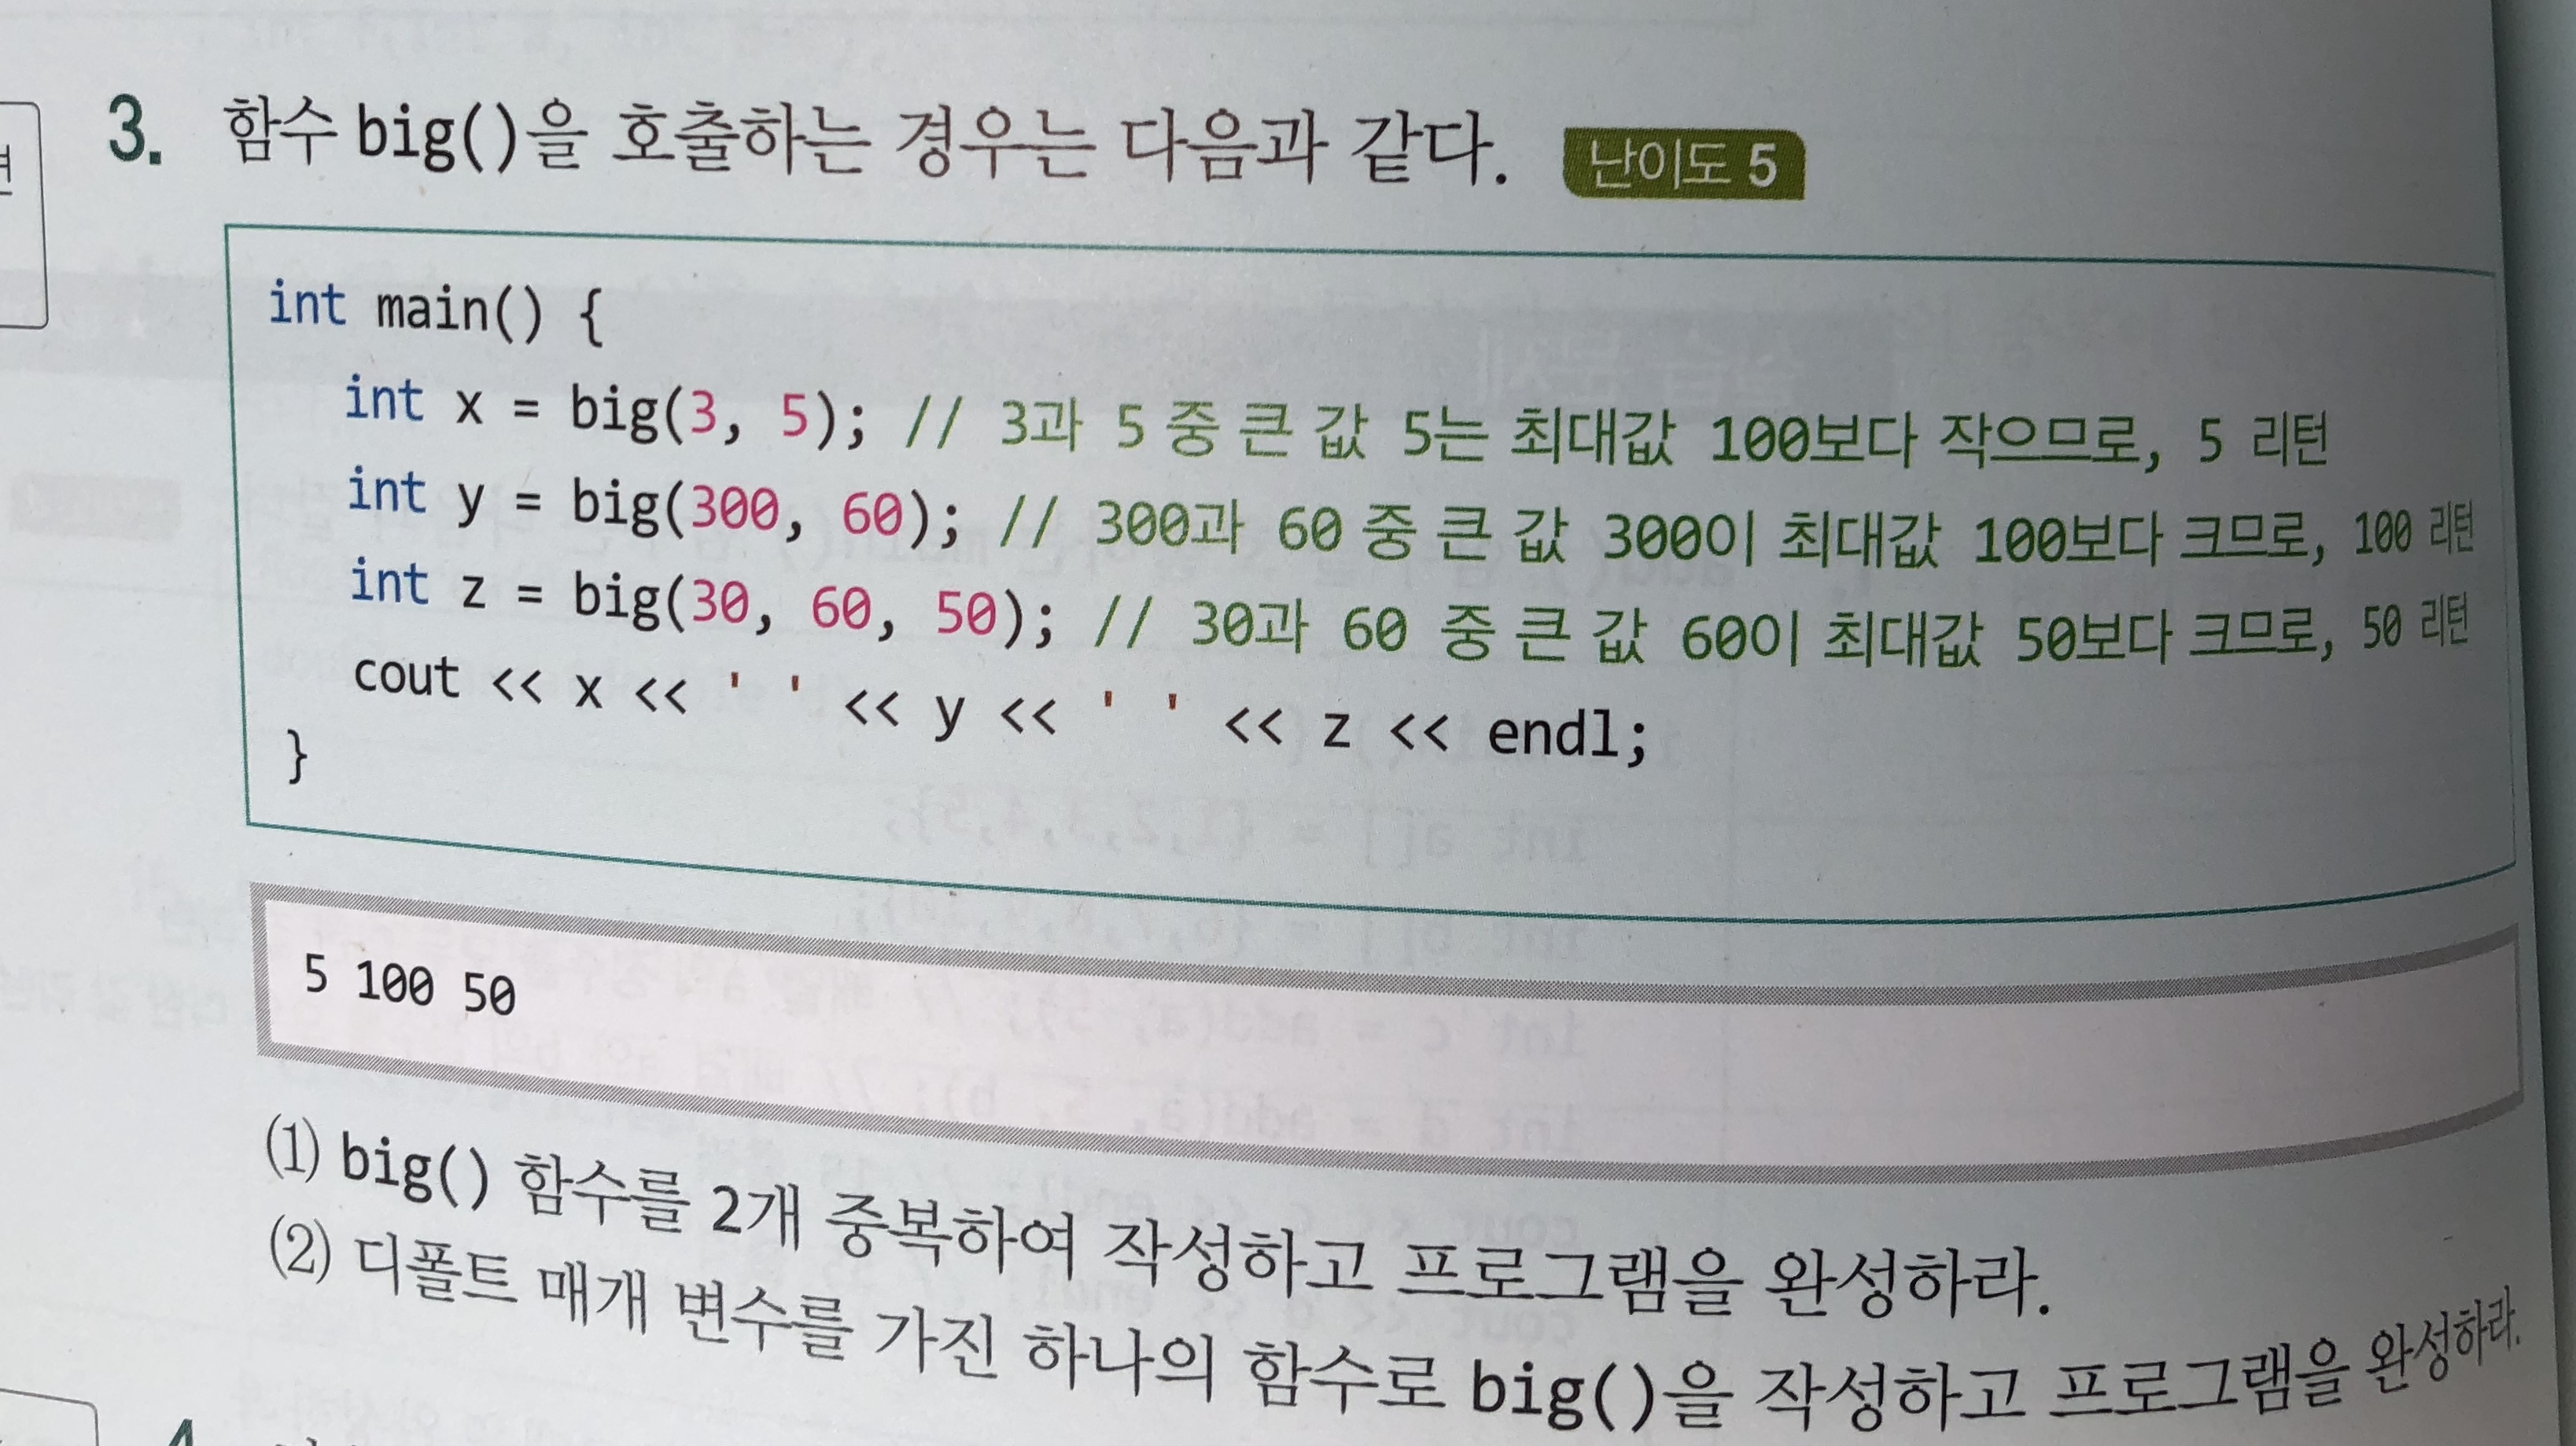 3. 함수 big()을 호출하는 경우는 다음과 같다. 난이도 5
int main() {
int x = big(3, 5); // 3과 5 중 큰 값 5는 최대값 100보다 작으므로, 5 리턴
int y = big(300, 60); // 300과 60 중 큰 값 300이 최대값 100보다 크므로, 100 리턴
int z = big(30, 60, 50); // 30과 60 중 큰 값 60이 최대값 50보다 크므로, 50 리턴
cout << x << ' ' << y << ' ' << z << endl;
}
5 100 50
(1) big() 함수를 2개 중복하여 작성하고 프로그램을 완성하라.
(2) 디폴트 매개 변수를 가진 하나의 함수로 big()을 작성하고 프로그램을 완성하라.